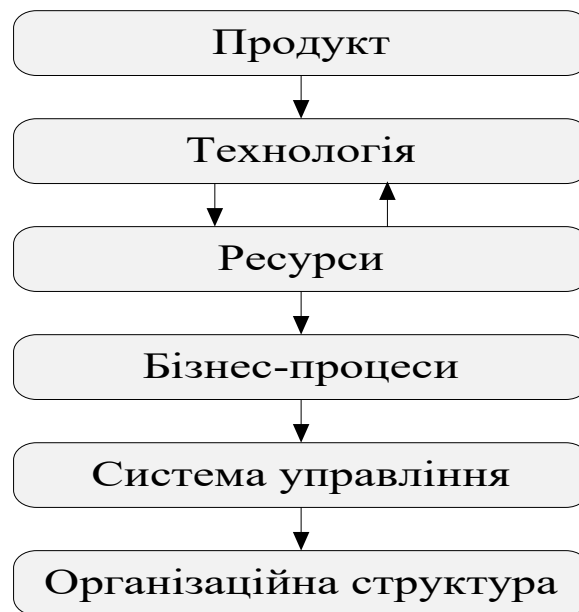 Продукт
Технологія
Ресурси
Бізнес-процеси
Система управління
Організаційна структура